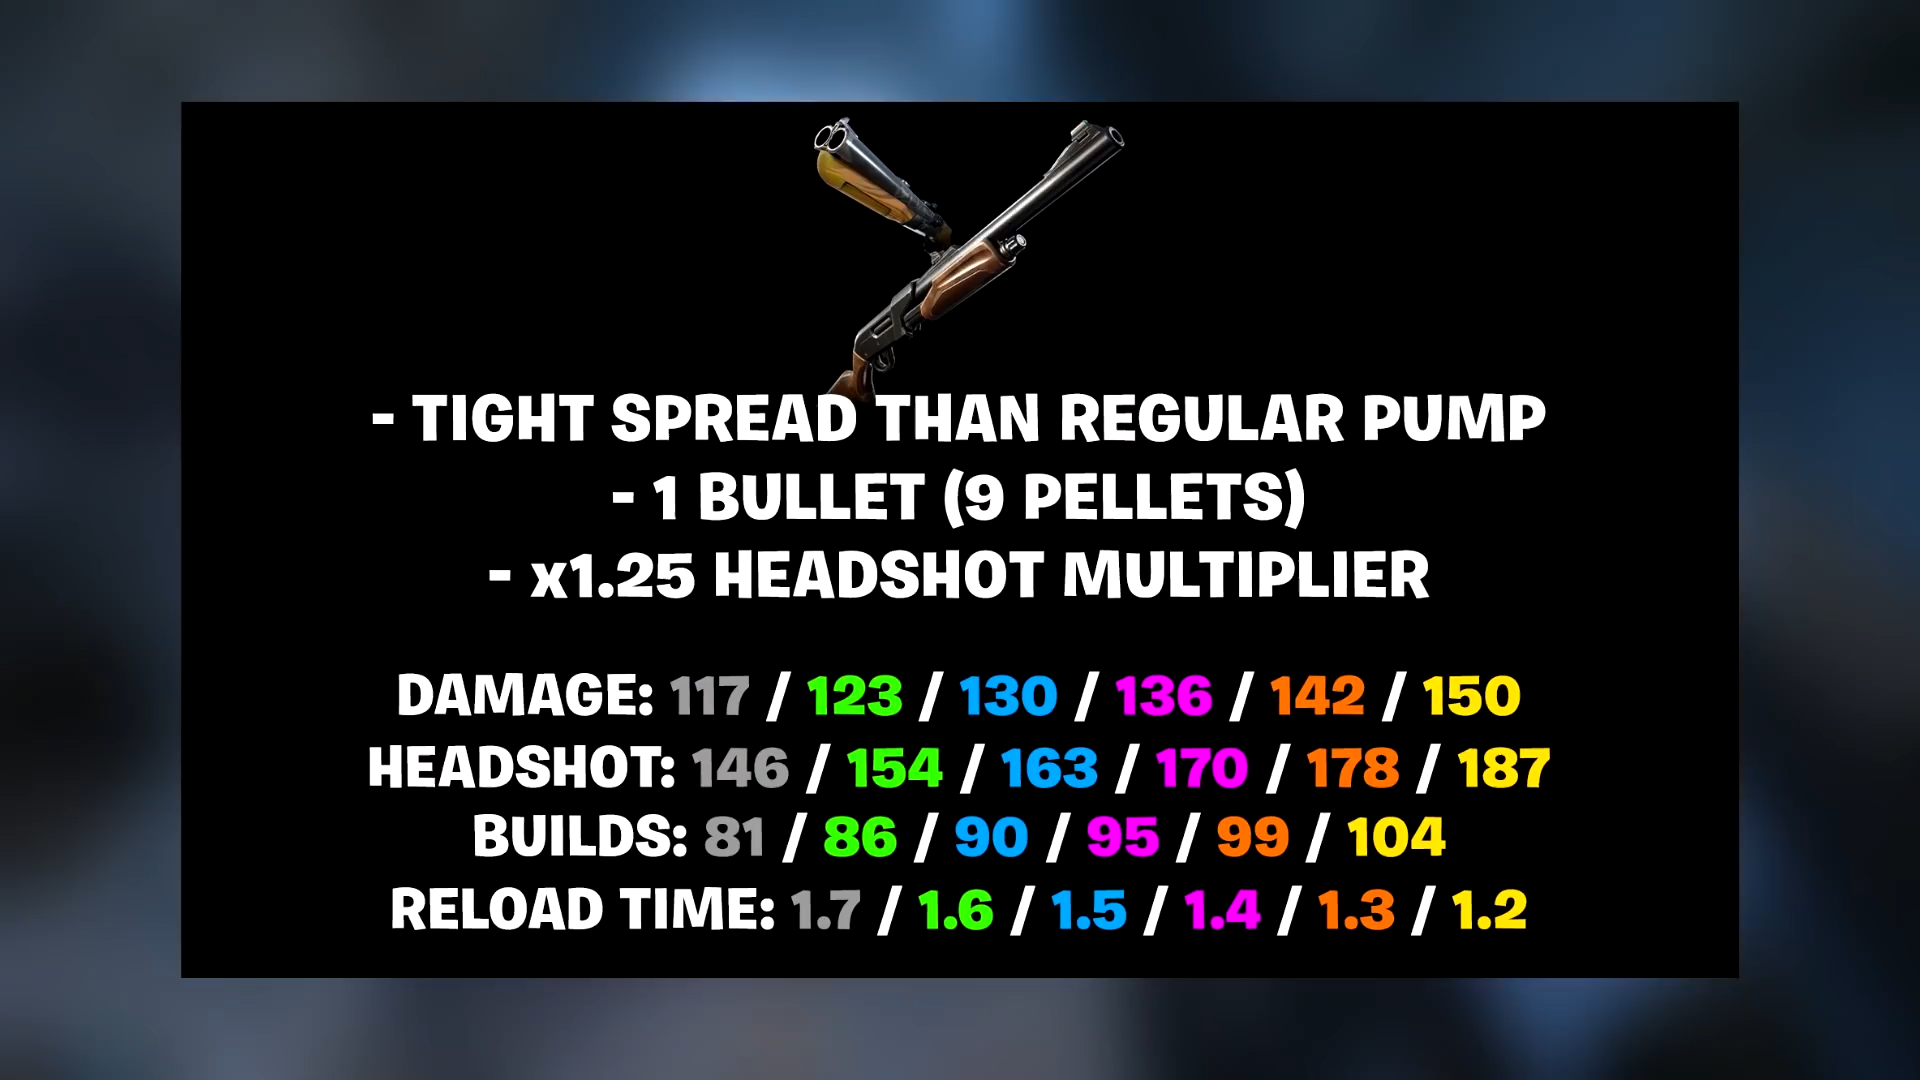 - TIGHT SPREAD THAN REGULAR PUMP
- 1 BULLET (9 PELLETS)
- x1.25 HEADSHOT MULTIPLIER
DAMAGE: 117 / 123 / 130 / 136 / 142 / 150
HEADSHOT: 146 / 154 / 163 / 170 / 178 / 187
BUILDS: 81 / 86 / 90 / 95 / 99 / 104
RELOAD TIME: 1.7 / 1.6 / 1.5 / 1.4 / 1.3 / 1.2